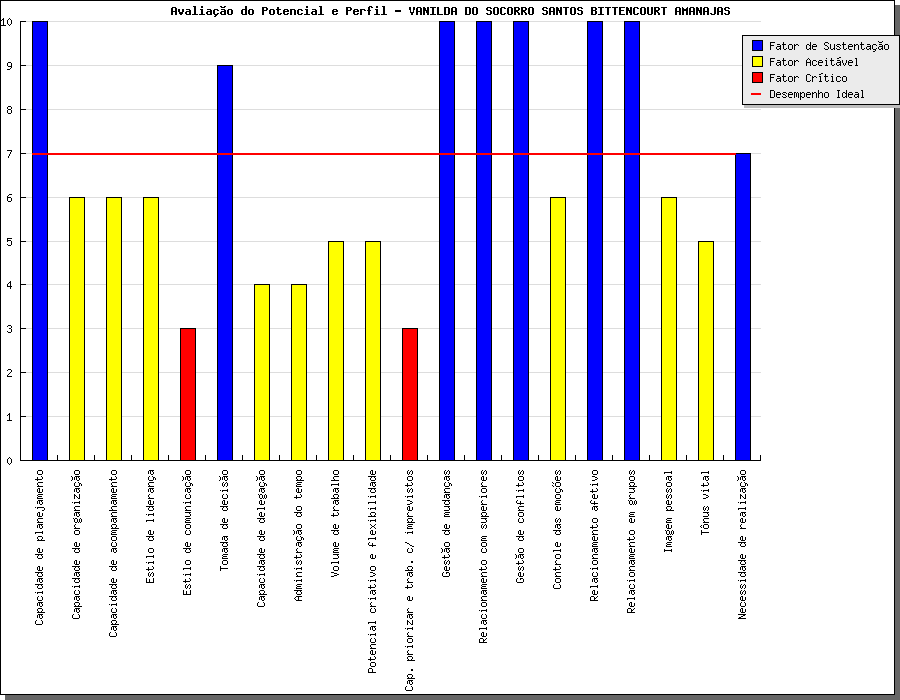 Avaliação do Potencial e Perfil - VANILDA DO SOCORRO SANTOS BITTENCOURT AMANAJAS
Fator de Sustentação
Fator Aceitável
Fator Crítico
Desempenho Ideal
10
9
8
7
6
5
4
3
2
1
0
Capacidade de planejamento
Capacidade de organização
Capacidade de acompanhamento
Estilo de liderança
Estilo de comunicação
Tomada de decisão
Capacidade de delegação
Administração do tempo
Volume de trabalho
Potencial criativo e flexibilidade
Cap. priorizar e trab. c/ imprevistos
Gestão de mudanças
Relacionamento com superiores
Gestão de conflitos
Controle das emoções
Relacionamento afetivo
Relacionamento em grupos
Imagem pessoal
Tônus vital
Necessidade de realização